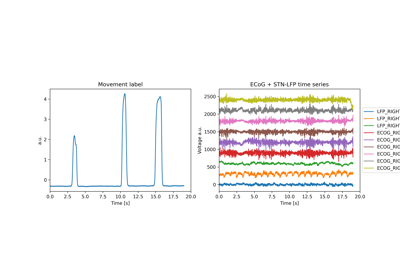 Movement label
4
3
2
1
0
a.u.
0.0 2.5 5.0 7.5 10.0 12.5 15.0 17.5 20.0
Time [s]
ECoG + STN-LFP time series
2500
2000
1500
1000
500
0
Voltage a.u.
0.0 2.5 5.0 7.5 10.0 12.5 15.0 17.5 20.0
Time [s]
LFP_RIGHT
LFP_RIGHT
LFP_RIGHT
ECOG_RIG
ECOG_RIG
ECOG_RIG
ECOG_RIG
ECOG_RIG
ECOG_RIG